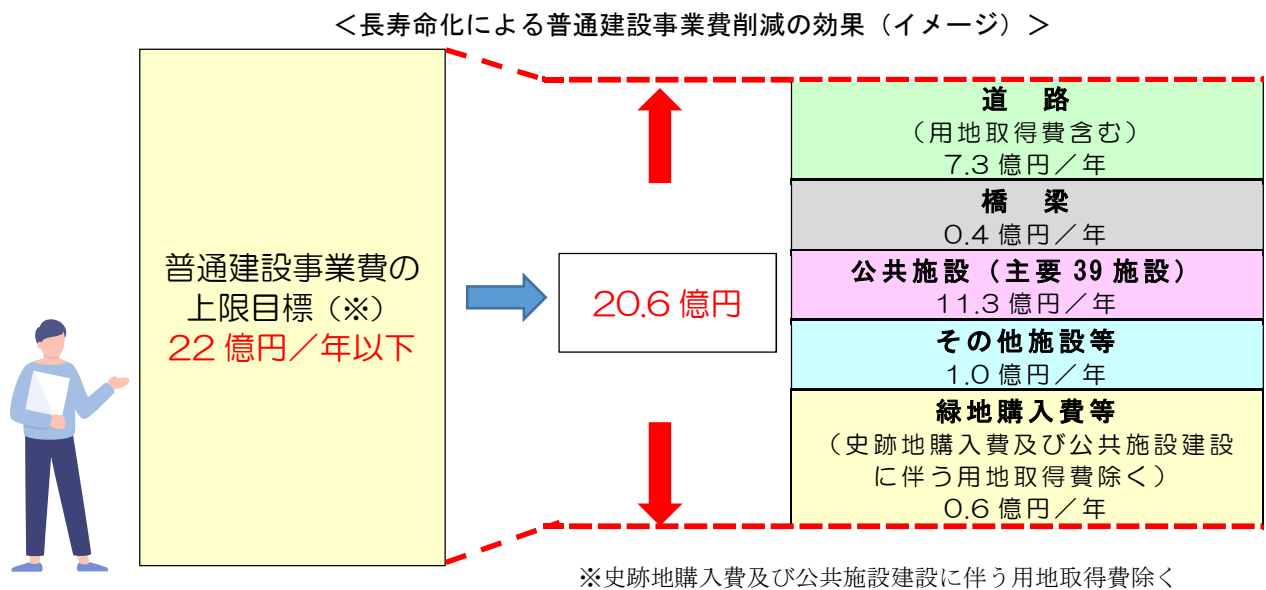 ＜長寿命化による普通建設事業費削減の効果（イメージ）＞
普通建設事業費の
上限目標（※）
22 億円／年以下
20.6 億円
道　路
（用地取得費含む）
7.3 億円／年
橋　梁
0.4 億円／年
公共施設（主要 39 施設）
11.3 億円／年
その他施設等
1.0 億円／年
緑地購入費等
（史跡地購入費及び公共施設建設
に伴う用地取得費除く）
0.6 億円／年
※史跡地購入費及び公共施設建設に伴う用地取得費除く